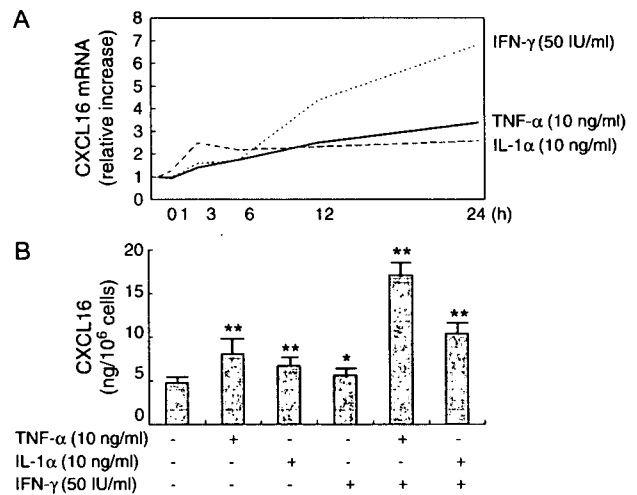 A
CXCL16 mRNA
(relative increase)
8
7
6
5
4
3
2
1
0
IFN-γ (50 IU/ml)
TNF-α (10 ng/ml)
IL-1α (10 ng/ml)
01 3 6 12 24 (h)
B
CXCL16
(ng/10⁶ cells)
20
15
10
5
0
** ** * ** **
TNF-α (10 ng/ml) - + - - + -
IL-1α (10 ng/ml) - - + - - +
IFN-γ (50 IU/ml) - - - + + +